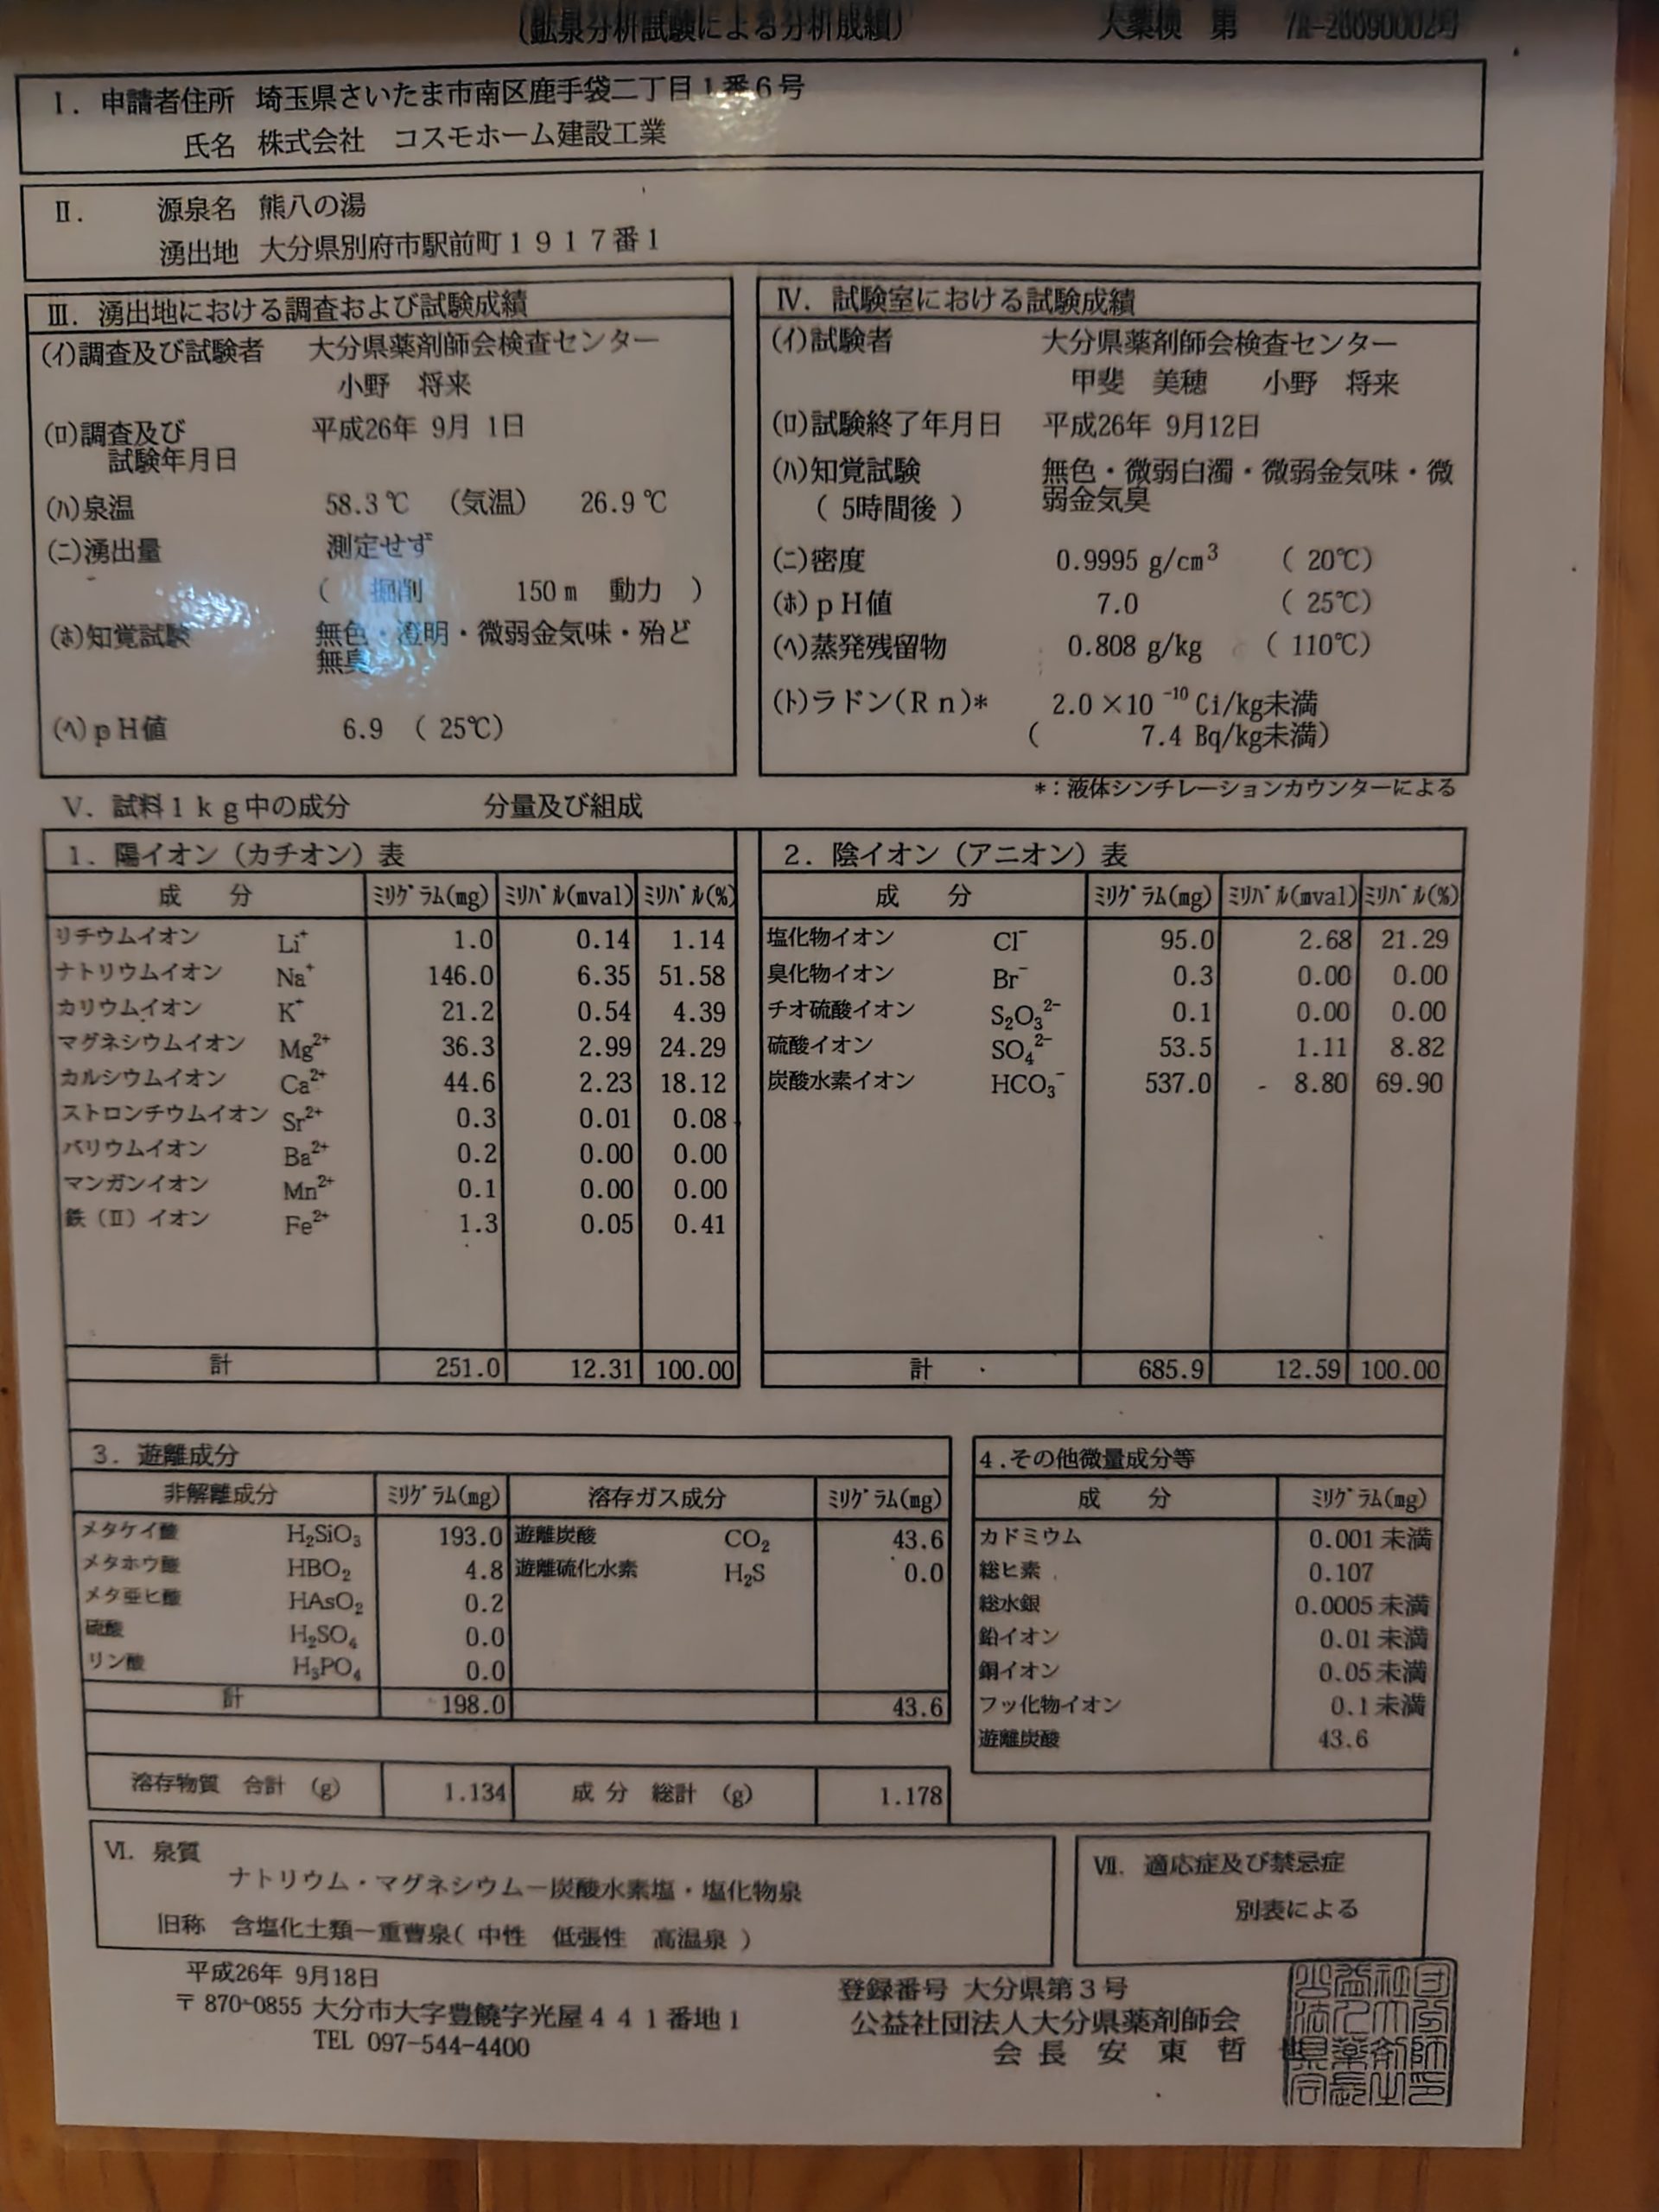 (鉱泉分析試験による分析成績) 大薬検 第
I. 申請者住所 埼玉県さいたま市南区鹿手袋二丁目1番6号
氏名 株式会社 コスモホーム建設工業
II. 源泉名 熊八の湯
湧出地 大分県別府市駅前町1917番1
III. 湧出地における調査および試験成績
(イ)調査及び試験者 大分県薬剤師会検査センター
小野 将来
(ロ)調査及び 平成26年 9月 1日
試験年月日
(ハ)泉温 58.3℃ (気温) 26.9℃
(ニ)湧出量 測定せず
( 掘削 150m 動力 )
(ホ)知覚試験 無色・澄明・微弱金気味・殆ど
無臭
(ヘ)pH値 6.9 ( 25℃)
IV. 試験室における試験成績
(イ)試験者 大分県薬剤師会検査センター
甲斐 美穂 小野 将来
(ロ)試験終了年月日 平成26年 9月12日
(ハ)知覚試験 無色・微弱白濁・微弱金気味・微
( 5時間後 ) 弱金気臭
(ニ)密度 0.9995 g/cm³ ( 20℃)
(ホ)pH値 7.0 ( 25℃)
(ヘ)蒸発残留物 0.808 g/kg ( 110℃)
(ト)ラドン(Rn)* 2.0×10⁻¹⁰ Ci/kg未満
( 7.4 Bq/kg未満)
*:液体シンチレーションカウンターによる
V. 試料1kg中の成分 分量及び組成
1. 陽イオン(カチオン)表
成 分 ミリグラム(mg) ミリバル(mval) ミリバル(%)
リチウムイオン Li⁺ 1.0 0.14 1.14
ナトリウムイオン Na⁺ 146.0 6.35 51.58
カリウムイオン K⁺ 21.2 0.54 4.39
マグネシウムイオン Mg²⁺ 36.3 2.99 24.29
カルシウムイオン Ca²⁺ 44.6 2.23 18.12
ストロンチウムイオン Sr²⁺ 0.3 0.01 0.08
バリウムイオン Ba²⁺ 0.2 0.00 0.00
マンガンイオン Mn²⁺ 0.1 0.00 0.00
鉄(II)イオン Fe²⁺ 1.3 0.05 0.41
計 251.0 12.31 100.00
2. 陰イオン(アニオン)表
成 分 ミリグラム(mg) ミリバル(mval) ミリバル(%)
塩化物イオン Cl⁻ 95.0 2.68 21.29
臭化物イオン Br⁻ 0.3 0.00 0.00
チオ硫酸イオン S₂O₃²⁻ 0.1 0.00 0.00
硫酸イオン SO₄²⁻ 53.5 1.11 8.82
炭酸水素イオン HCO₃⁻ 537.0 8.80 69.90
計 685.9 12.59 100.00
3. 遊離成分
非解離成分 ミリグラム(mg) 溶存ガス成分 ミリグラム(mg)
メタケイ酸 H₂SiO₃ 193.0 遊離炭酸 CO₂ 43.6
メタホウ酸 HBO₂ 4.8 遊離硫化水素 H₂S 0.0
メタ亜ヒ酸 HAsO₂ 0.2
硫酸 H₂SO₄ 0.0
リン酸 H₃PO₄ 0.0
計 198.0 43.6
4.その他微量成分等
成 分 ミリグラム(mg)
カドミウム 0.001 未満
総ヒ素 0.107
総水銀 0.0005 未満
鉛イオン 0.01 未満
銅イオン 0.05 未満
フッ化物イオン 0.1 未満
遊離炭酸 43.6
溶存物質 合計 (g) 1.134 成分 総計 (g) 1.178
VI. 泉質
ナトリウム・マグネシウム−炭酸水素塩・塩化物泉
旧称 含塩化土類−重曹泉( 中性 低張性 高温泉 )
VII. 適応症及び禁忌症
別表による
平成26年 9月18日
〒870-0855 大分市大字豊饒字光屋441番地1
TEL 097-544-4400
登録番号 大分県第3号
公益社団法人大分県薬剤師会
会長 安東 哲也